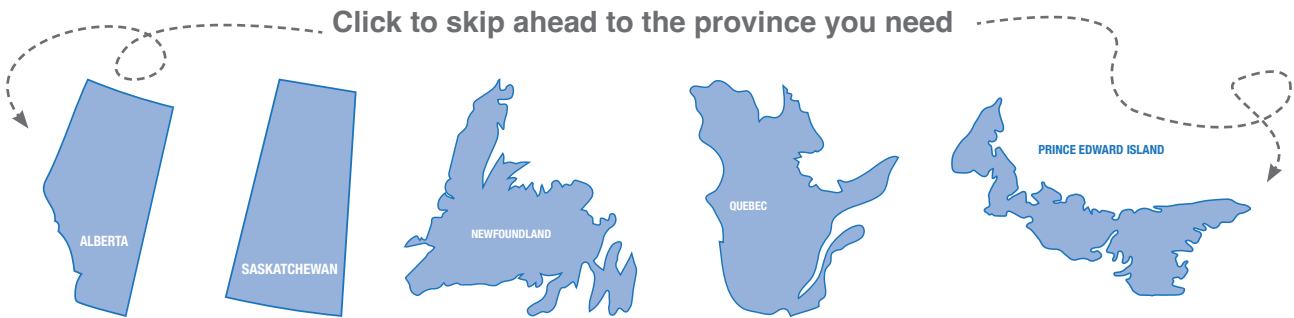 Click to skip ahead to the province you need
ALBERTA
SASKATCHEWAN
NEWFOUNDLAND
QUEBEC
PRINCE EDWARD ISLAND